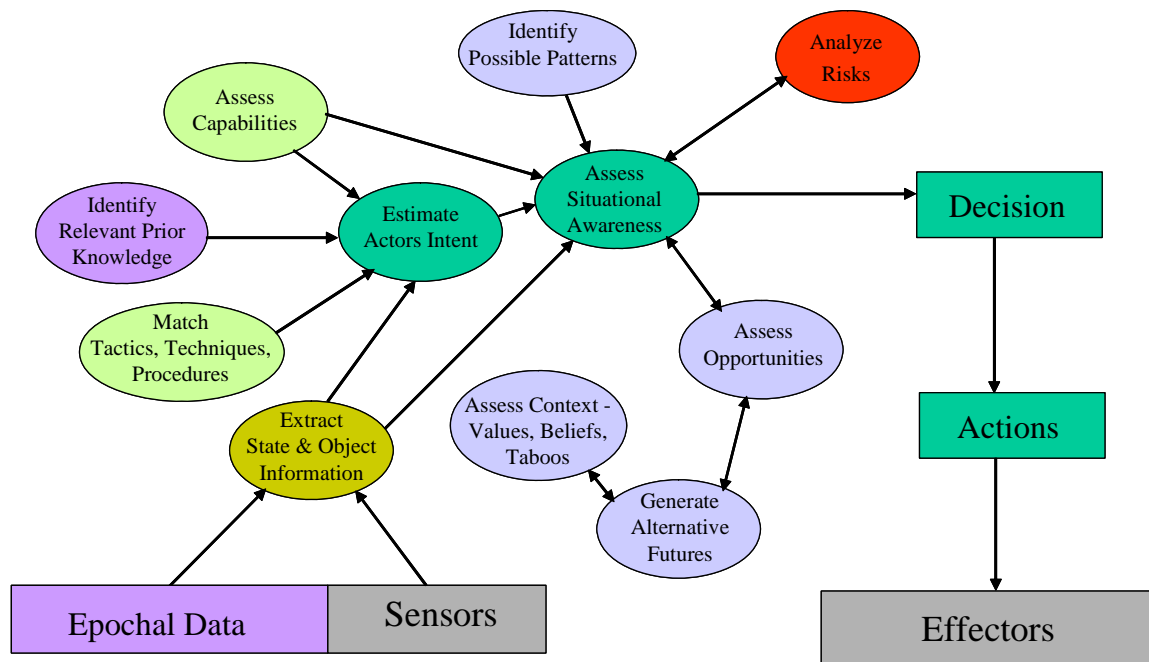 Identify
Possible Patterns
Analyze
Risks
Assess
Capabilities
Assess
Situational
Awareness
Identify
Relevant Prior
Knowledge
Estimate
Actors Intent
Decision
Match
Tactics, Techniques,
Procedures
Assess
Opportunities
Extract
State & Object
Information
Assess Context -
Values, Beliefs,
Taboos
Actions
Generate
Alternative
Futures
Epochal Data
Sensors
Effectors